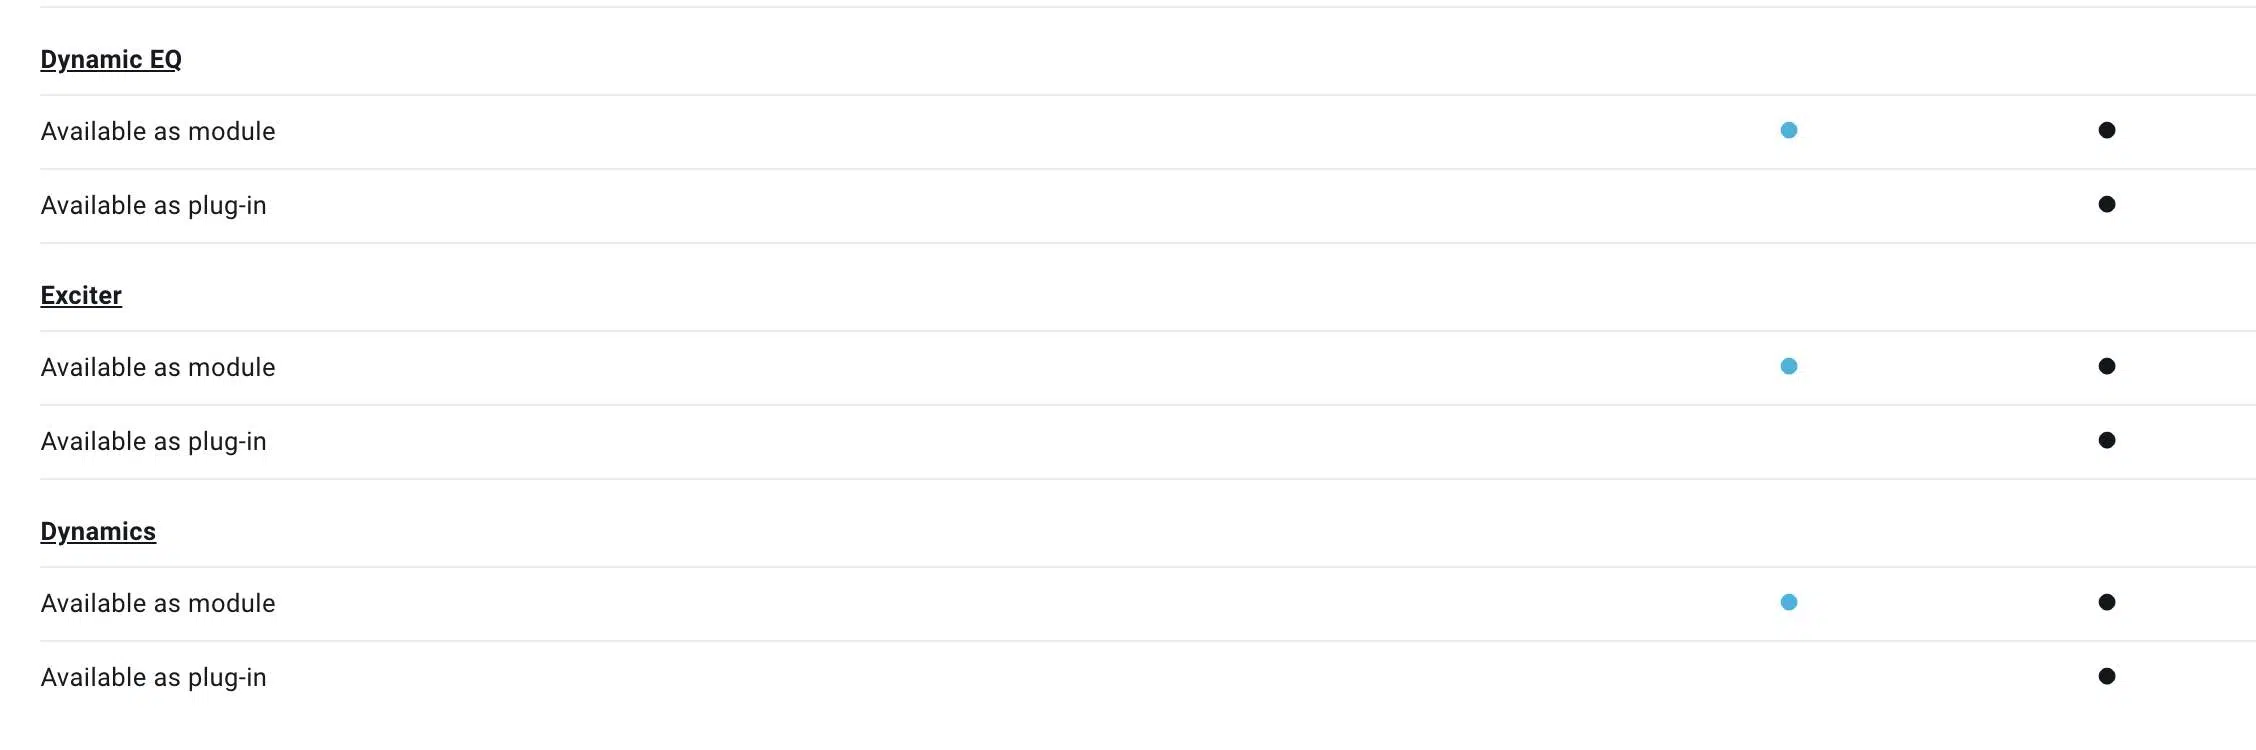 Dynamic EQ
Available as module
Available as plug-in
Exciter
Available as module
Available as plug-in
Dynamics
Available as module
Available as plug-in